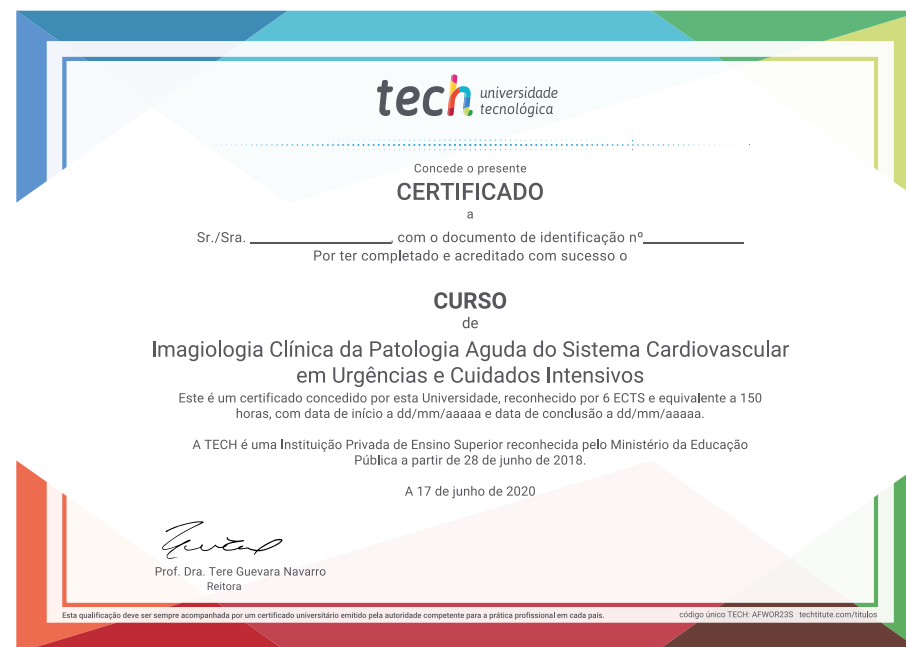 tech universidade
tecnológica
Concede o presente
CERTIFICADO
a
Sr./Sra. ____________________, com o documento de identificação nº______________
Por ter completado e acreditado com sucesso o
CURSO
de
Imagiologia Clínica da Patologia Aguda do Sistema Cardiovascular
em Urgências e Cuidados Intensivos
Este é um certificado concedido por esta Universidade, reconhecido por 6 ECTS e equivalente a 150
horas, com data de início a dd/mm/aaaaa e data de conclusão a dd/mm/aaaaa.
A TECH é uma Instituição Privada de Ensino Superior reconhecida pelo Ministério da Educação
Pública a partir de 28 de junho de 2018.
A 17 de junho de 2020
Prof. Dra. Tere Guevara Navarro
Reitora
Esta qualificação deve ser sempre acompanhada por um certificado universitário emitido pela autoridade competente para a prática profissional em cada país.
código único TECH: AFWOR23S techtitute.com/titulos